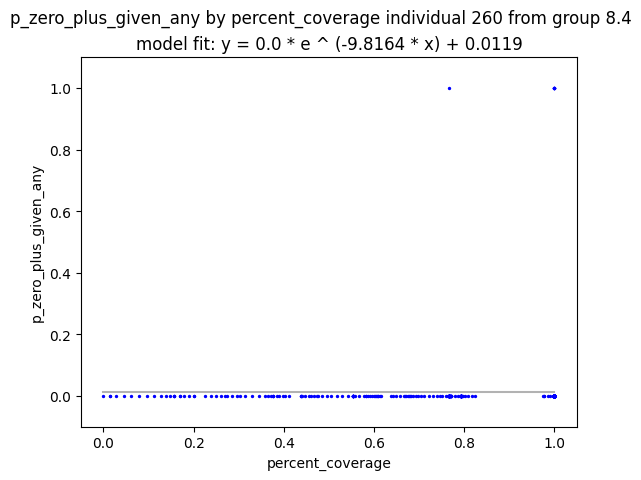 p_zero_plus_given_any by percent_coverage individual 260 from group 8.4
model fit: y = 0.0 * e ^ (-9.8164 * x) + 0.0119
1.0
0.8
0.6
0.4
0.2
0.0
p_zero_plus_given_any
0.0 0.2 0.4 0.6 0.8 1.0
percent_coverage